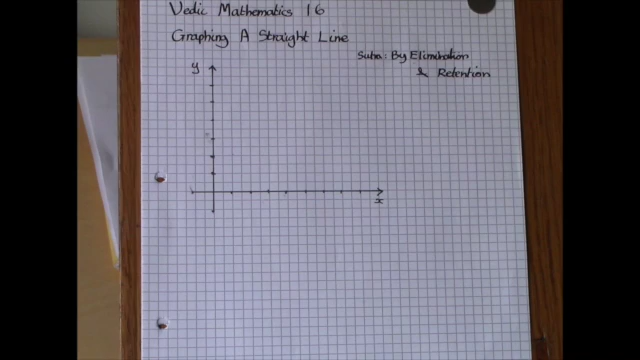 Vedic Mathematics 16
Graphing A Straight Line
Sutra: By Elimination
& Retention
y
x